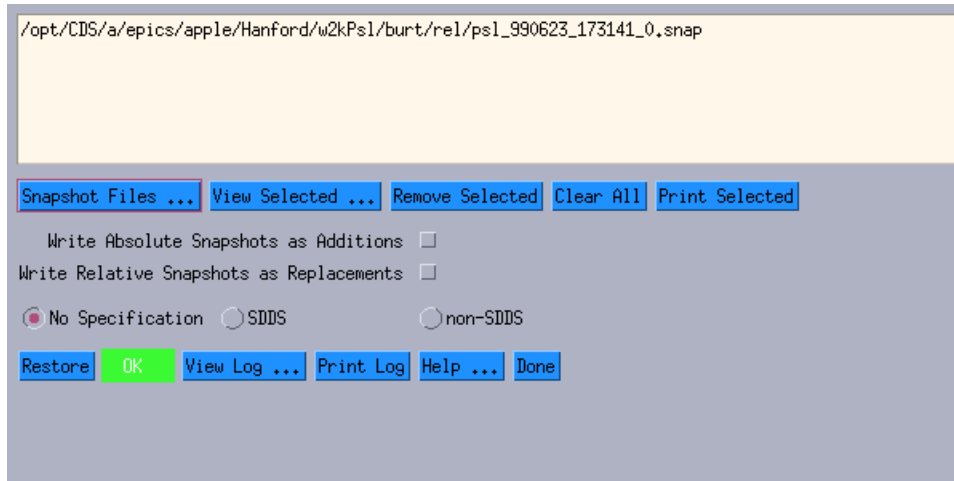 /opt/CDS/a/epics/apple/Hanford/w2kPsl/burt/rel/psl_990623_173141_0.snap
Snapshot Files ... View Selected ... Remove Selected Clear All Print Selected
Write Absolute Snapshots as Additions
Write Relative Snapshots as Replacements
No Specification SDDS non-SDDS
Restore OK View Log ... Print Log Help ... Done